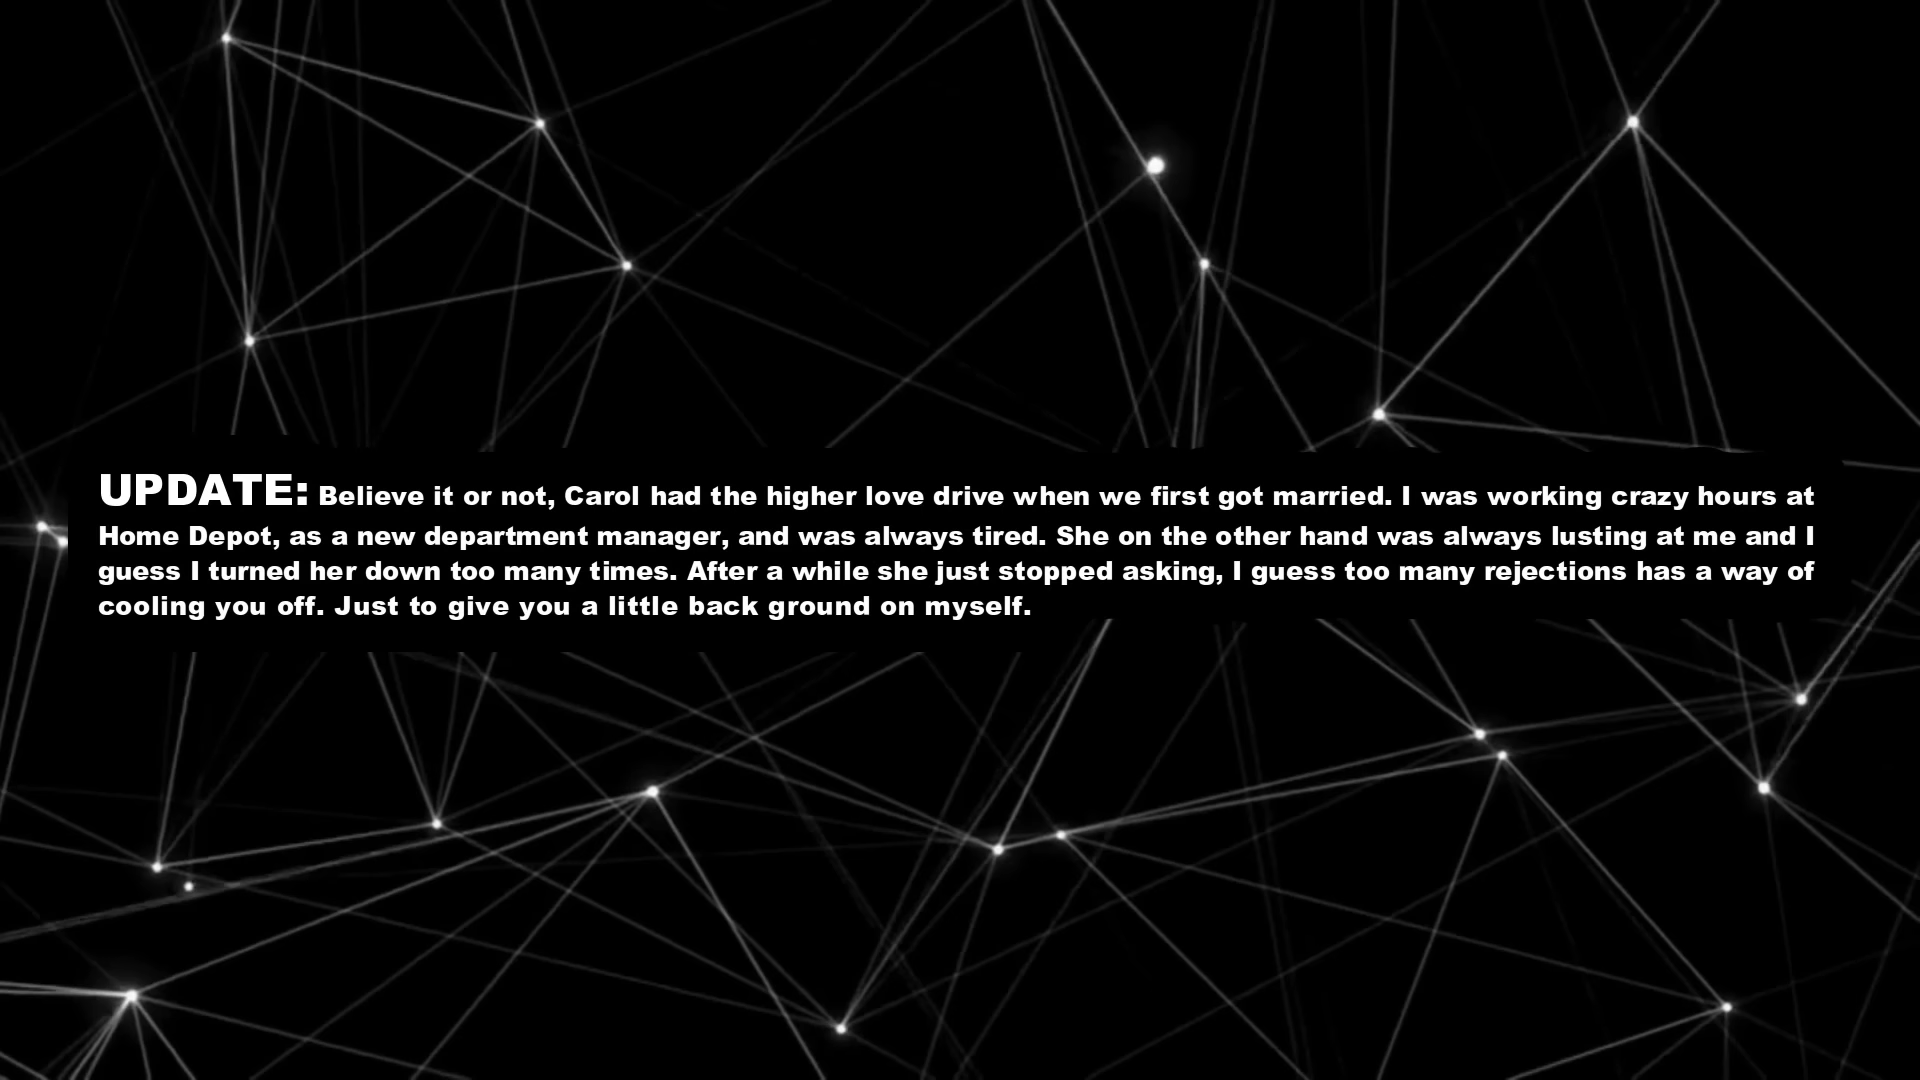 UPDATE: Believe it or not, Carol had the higher love drive when we first got married. I was working crazy hours at
Home Depot, as a new department manager, and was always tired. She on the other hand was always lusting at me and I
guess I turned her down too many times. After a while she just stopped asking, I guess too many rejections has a way of
cooling you off. Just to give you a little back ground on myself.